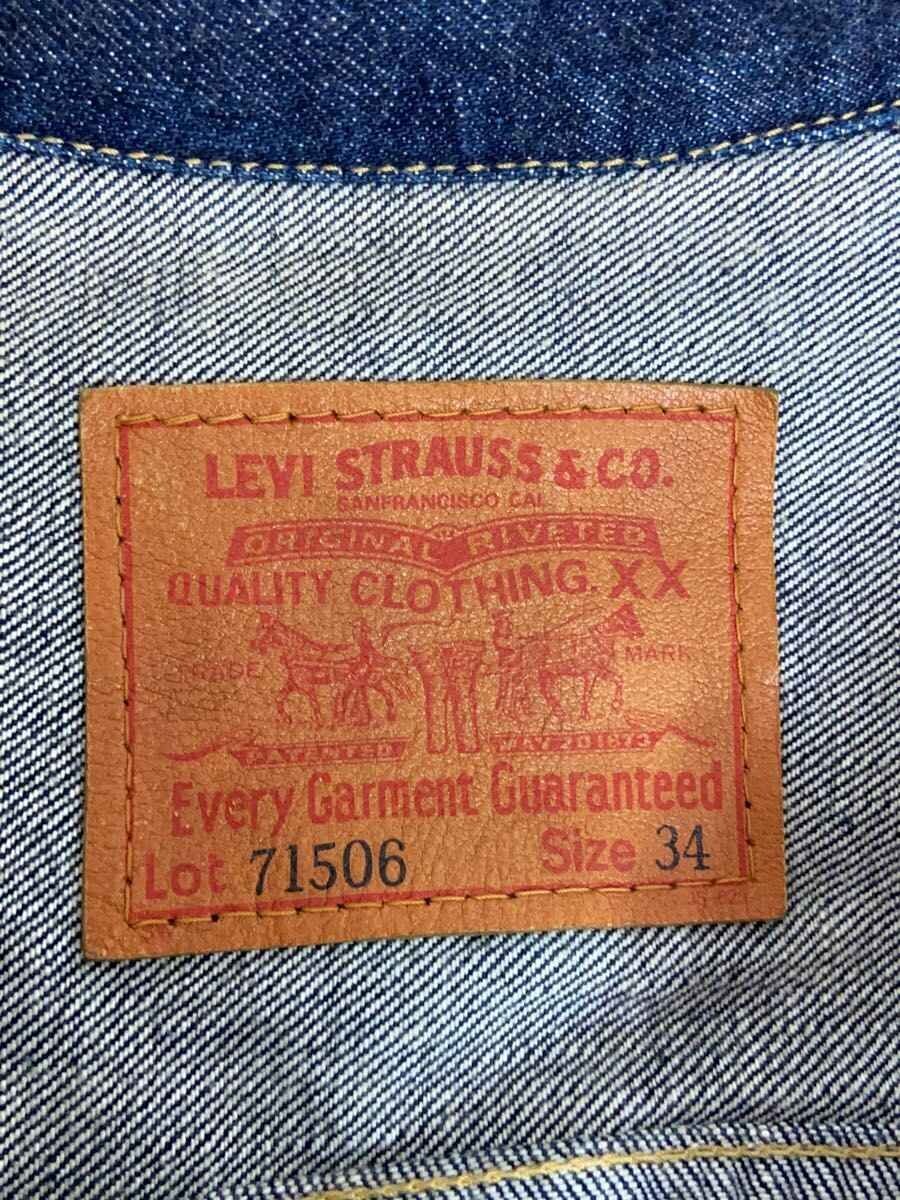 LEVI STRAUSS & CO.
SANFRANCISCO CAL
ORIGINAL RIVETED
QUALITY CLOTHING. XX
TRADE MARK
PATENTED MAY 20 1873
Every Garment Guaranteed
Lot 71506 Size 34